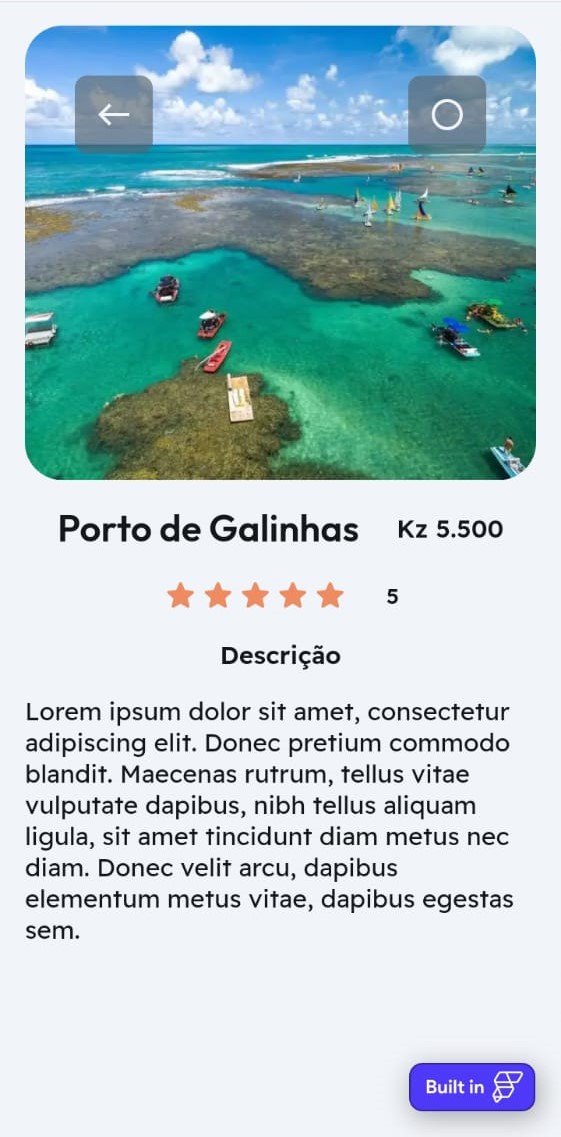 Porto de Galinhas Kz 5.500
5
Descrição
Lorem ipsum dolor sit amet, consectetur
adipiscing elit. Donec pretium commodo
blandit. Maecenas rutrum, tellus vitae
vulputate dapibus, nibh tellus aliquam
ligula, sit amet tincidunt diam metus nec
diam. Donec velit arcu, dapibus
elementum metus vitae, dapibus egestas
sem.
Built in